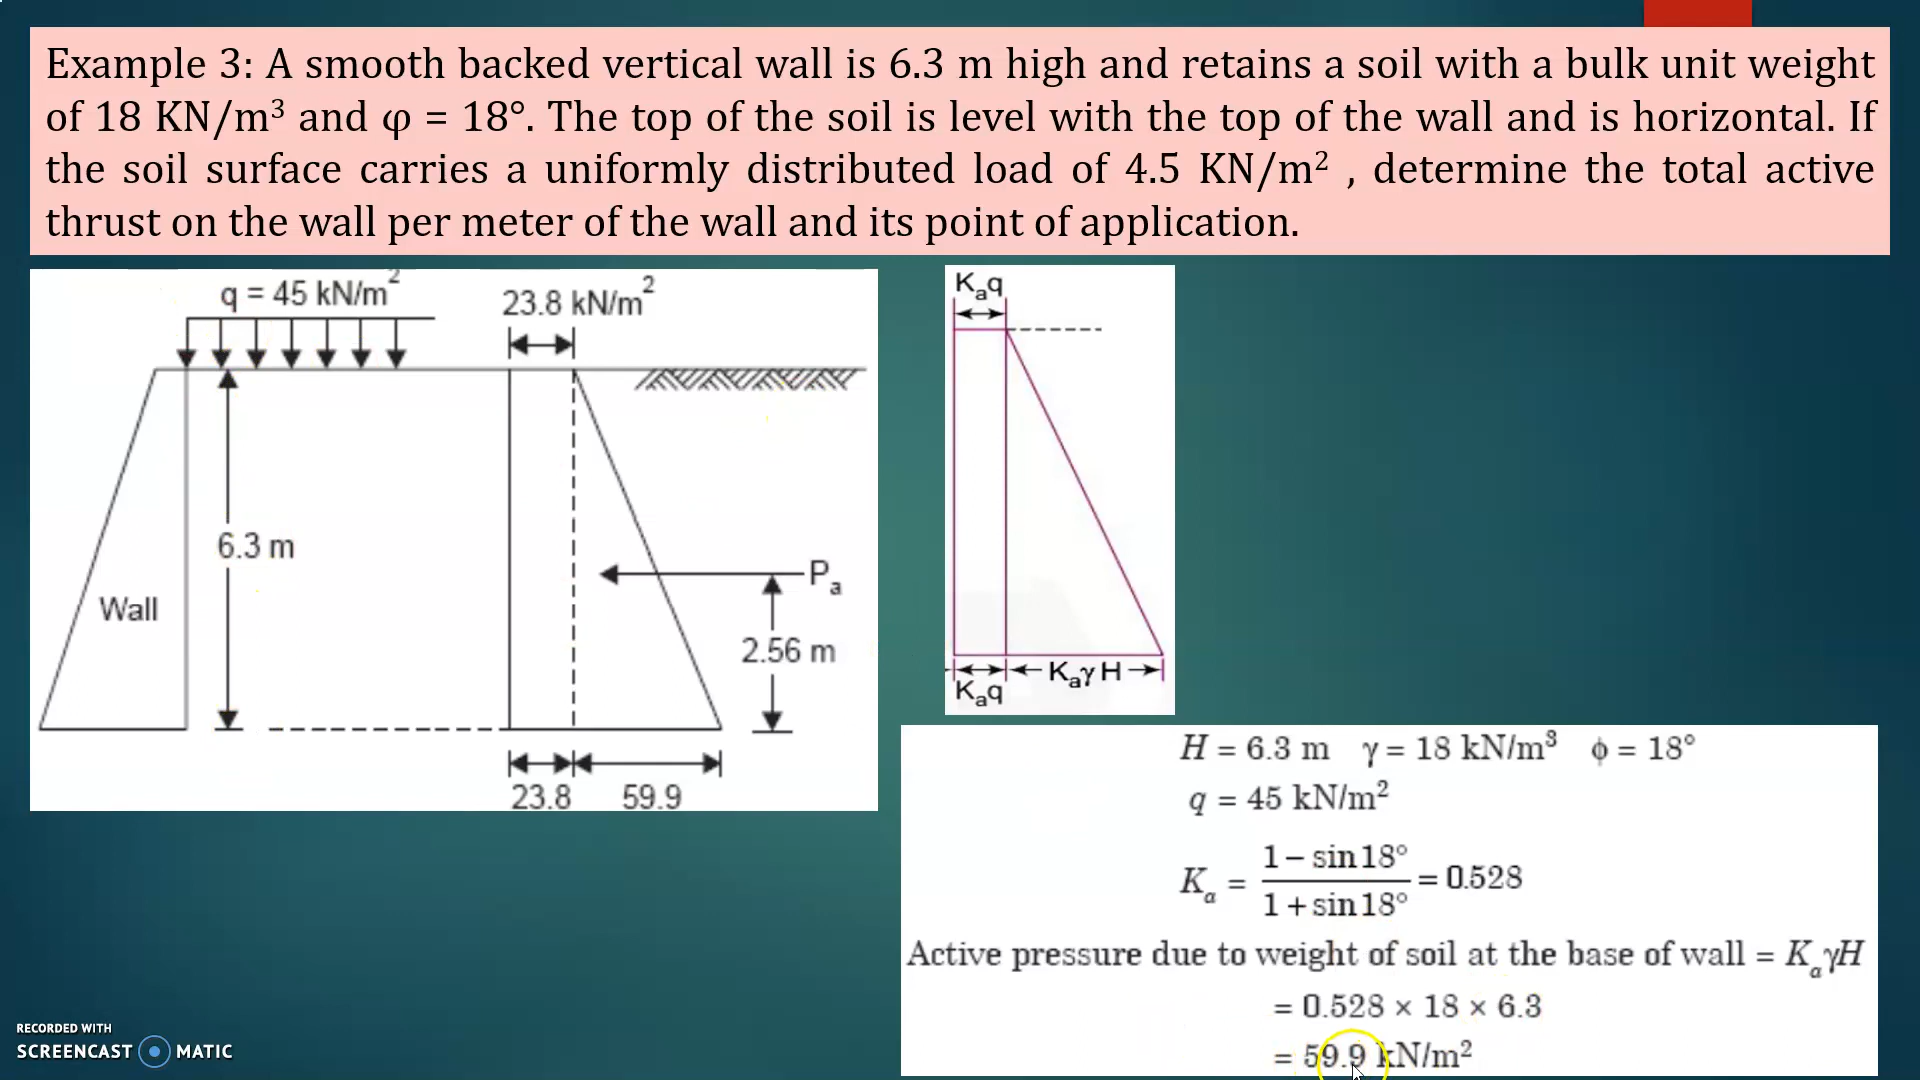 Example 3: A smooth backed vertical wall is 6.3 m high and retains a soil with a bulk unit weight
of 18 KN/m³ and φ = 18°. The top of the soil is level with the top of the wall and is horizontal. If
the soil surface carries a uniformly distributed load of 4.5 KN/m² , determine the total active
thrust on the wall per meter of the wall and its point of application.
q = 45 kN/m²
23.8 kN/m²
6.3 m
Wall
Pₐ
2.56 m
23.8 59.9
Kₐq
Kₐq
KₐγH
H = 6.3 m γ = 18 kN/m³ ϕ = 18°
q = 45 kN/m²
Kₐ = (1 – sin18°)/(1 + sin18°) = 0.528
Active pressure due to weight of soil at the base of wall = KₐγH
= 0.528 × 18 × 6.3
= 59.9 kN/m²
RECORDED WITH
SCREENCAST MATIC